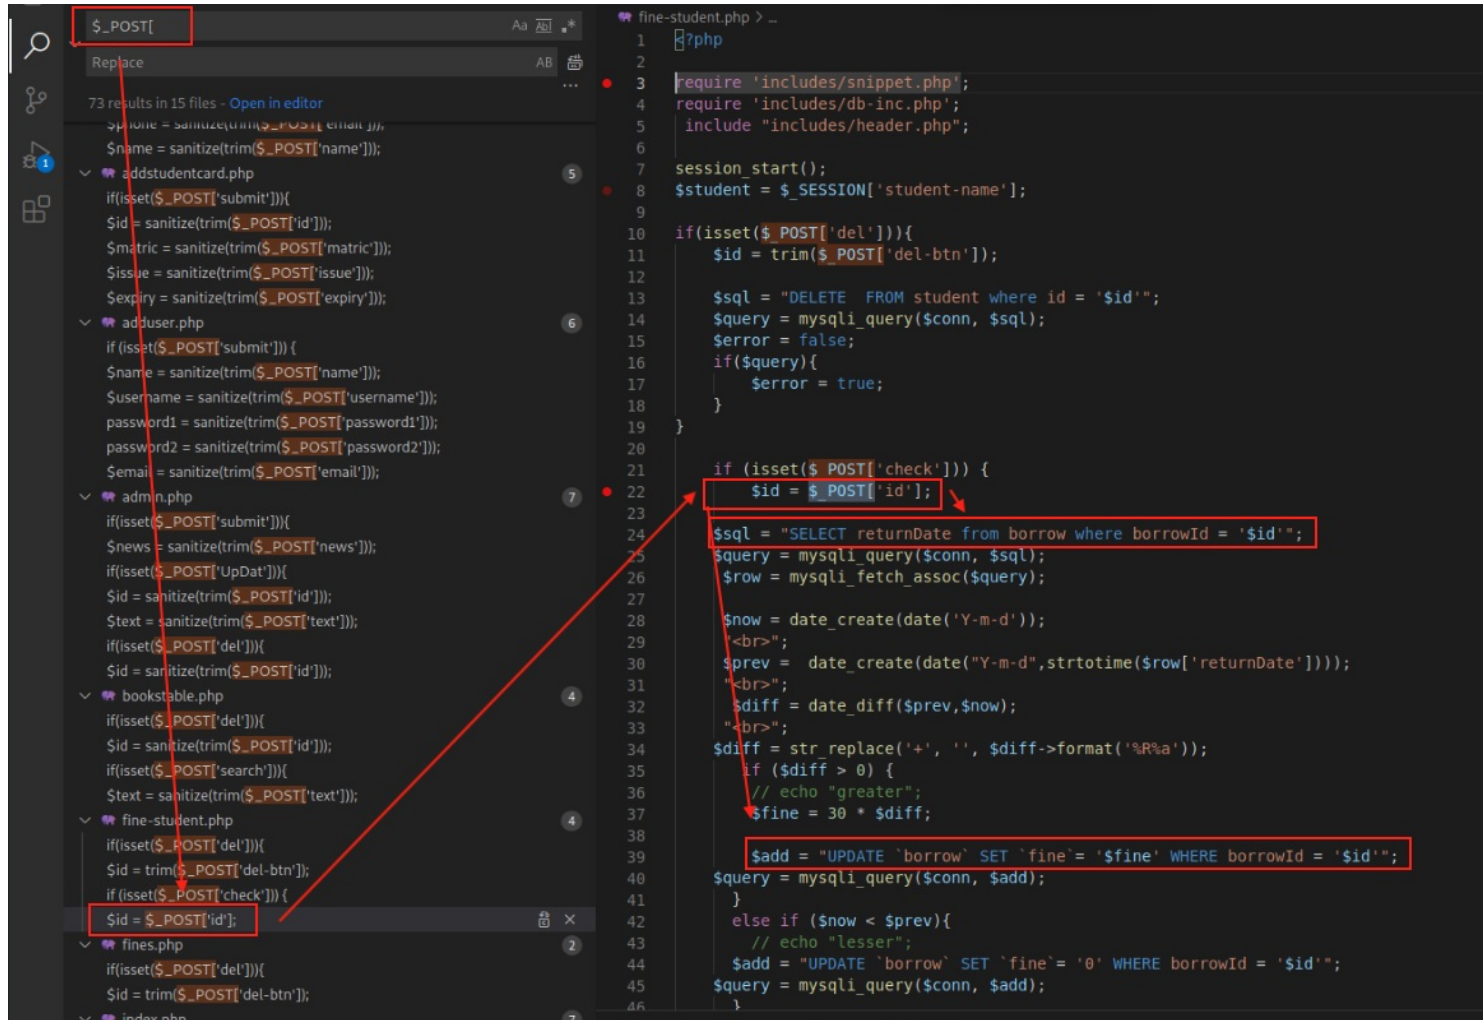 $_POST[
Aa Abl .*
Replace
AB
...
73 results in 15 files - Open in editor
$phone = sanitize(trim($_POST['email']));
$name = sanitize(trim($_POST['name']));
addstudentcard.php 5
if(isset($_POST['submit'])){
$id = sanitize(trim($_POST['id']));
$matric = sanitize(trim($_POST['matric']));
$issue = sanitize(trim($_POST['issue']));
$expiry = sanitize(trim($_POST['expiry']));
adduser.php 6
if (isset($_POST['submit'])) {
$name = sanitize(trim($_POST['name']));
$username = sanitize(trim($_POST['username']));
password1 = sanitize(trim($_POST['password1']));
password2 = sanitize(trim($_POST['password2']));
$email = sanitize(trim($_POST['email']));
admin.php 7
if(isset($_POST['submit'])){
$news = sanitize(trim($_POST['news']));
if(isset($_POST['UpDat'])){
$id = sanitize(trim($_POST['id']));
$text = sanitize(trim($_POST['text']));
if(isset($_POST['del'])){
$id = sanitize(trim($_POST['id']));
bookstable.php 4
if(isset($_POST['del'])){
$id = sanitize(trim($_POST['id']));
if(isset($_POST['search'])){
$text = sanitize(trim($_POST['text']));
fine-student.php 4
if(isset($_POST['del'])){
$id = trim($_POST['del-btn']);
if (isset($_POST['check'])) {
$id = $_POST['id'];
fines.php 2
if(isset($_POST['del'])){
$id = trim($_POST['del-btn']);
index.php 7
1
fine-student.php > ...
1 <?php
2
3 require 'includes/snippet.php';
4 require 'includes/db-inc.php';
5 include "includes/header.php";
6
7 session_start();
8 $student = $_SESSION['student-name'];
9
10 if(isset($_POST['del'])){
11 $id = trim($_POST['del-btn']);
12
13 $sql = "DELETE  FROM student where id = '$id'";
14 $query = mysqli_query($conn, $sql);
15 $error = false;
16 if($query){
17 $error = true;
18 }
19 }
20
21 if (isset($_POST['check'])) {
22 $id = $_POST['id'];
23
24 $sql = "SELECT returnDate from borrow where borrowId = '$id'";
25 $query = mysqli_query($conn, $sql);
26 $row = mysqli_fetch_assoc($query);
27
28 $now = date_create(date('Y-m-d'));
29 "<br>";
30 $prev =  date_create(date("Y-m-d",strtotime($row['returnDate'])));
31 "<br>";
32 $diff = date_diff($prev,$now);
33 "<br>";
34 $diff = str_replace('+', '', $diff->format('%R%a'));
35 if ($diff > 0) {
36 // echo "greater";
37 $fine = 30 * $diff;
38
39 $add = "UPDATE `borrow` SET `fine`= '$fine' WHERE borrowId = '$id'";
40 $query = mysqli_query($conn, $add);
41 }
42 else if ($now < $prev){
43 // echo "lesser";
44 $add = "UPDATE `borrow` SET `fine`= '0' WHERE borrowId = '$id'";
45 $query = mysqli_query($conn, $add);
46 }